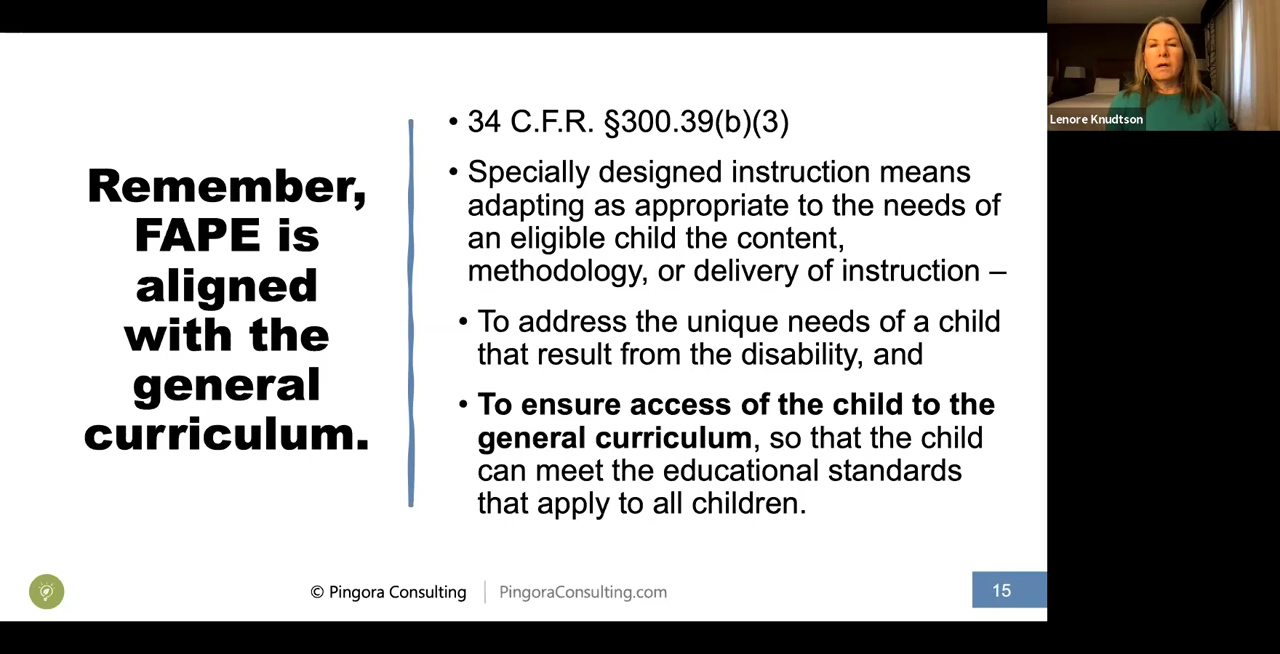 Remember,
FAPE is
aligned
with the
general
curriculum.
• 34 C.F.R. §300.39(b)(3)
• Specially designed instruction means
adapting as appropriate to the needs of
an eligible child the content,
methodology, or delivery of instruction –
• To address the unique needs of a child
that result from the disability, and
• To ensure access of the child to the
general curriculum, so that the child
can meet the educational standards
that apply to all children.
© Pingora Consulting
PingoraConsulting.com
15
Lenore Knudtson